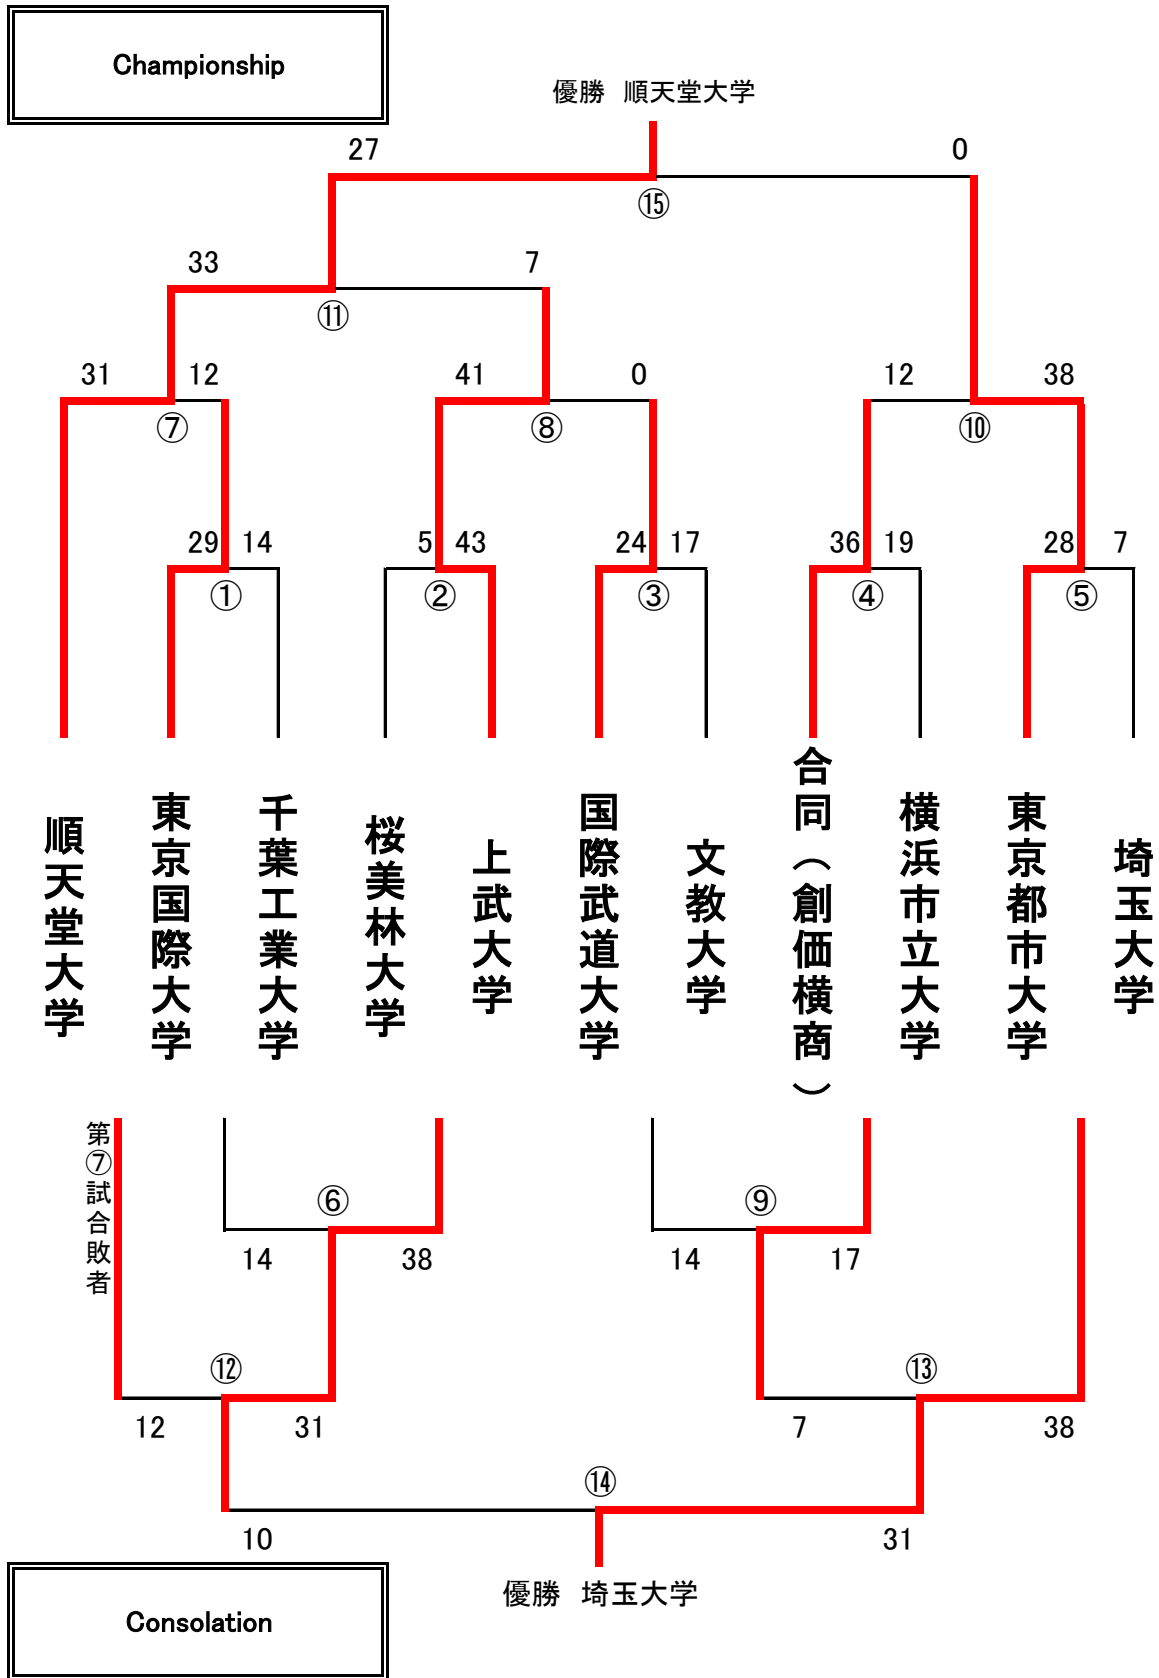 Championship
優勝 順天堂大学
27
0
⑮
33
7
⑪
31
12
41
0
12
38
⑦
⑧
⑩
29
14
5
43
24
17
36
19
28
7
①
②
③
④
⑤
順天堂大学
東京国際大学
千葉工業大学
桜美林大学
上武大学
国際武道大学
文教大学
合同(創価横商)
横浜市立大学
東京都市大学
埼玉大学
第⑦試合敗者
⑥
⑨
14
38
14
17
⑫
⑬
12
31
7
38
⑭
10
31
優勝 埼玉大学
Consolation